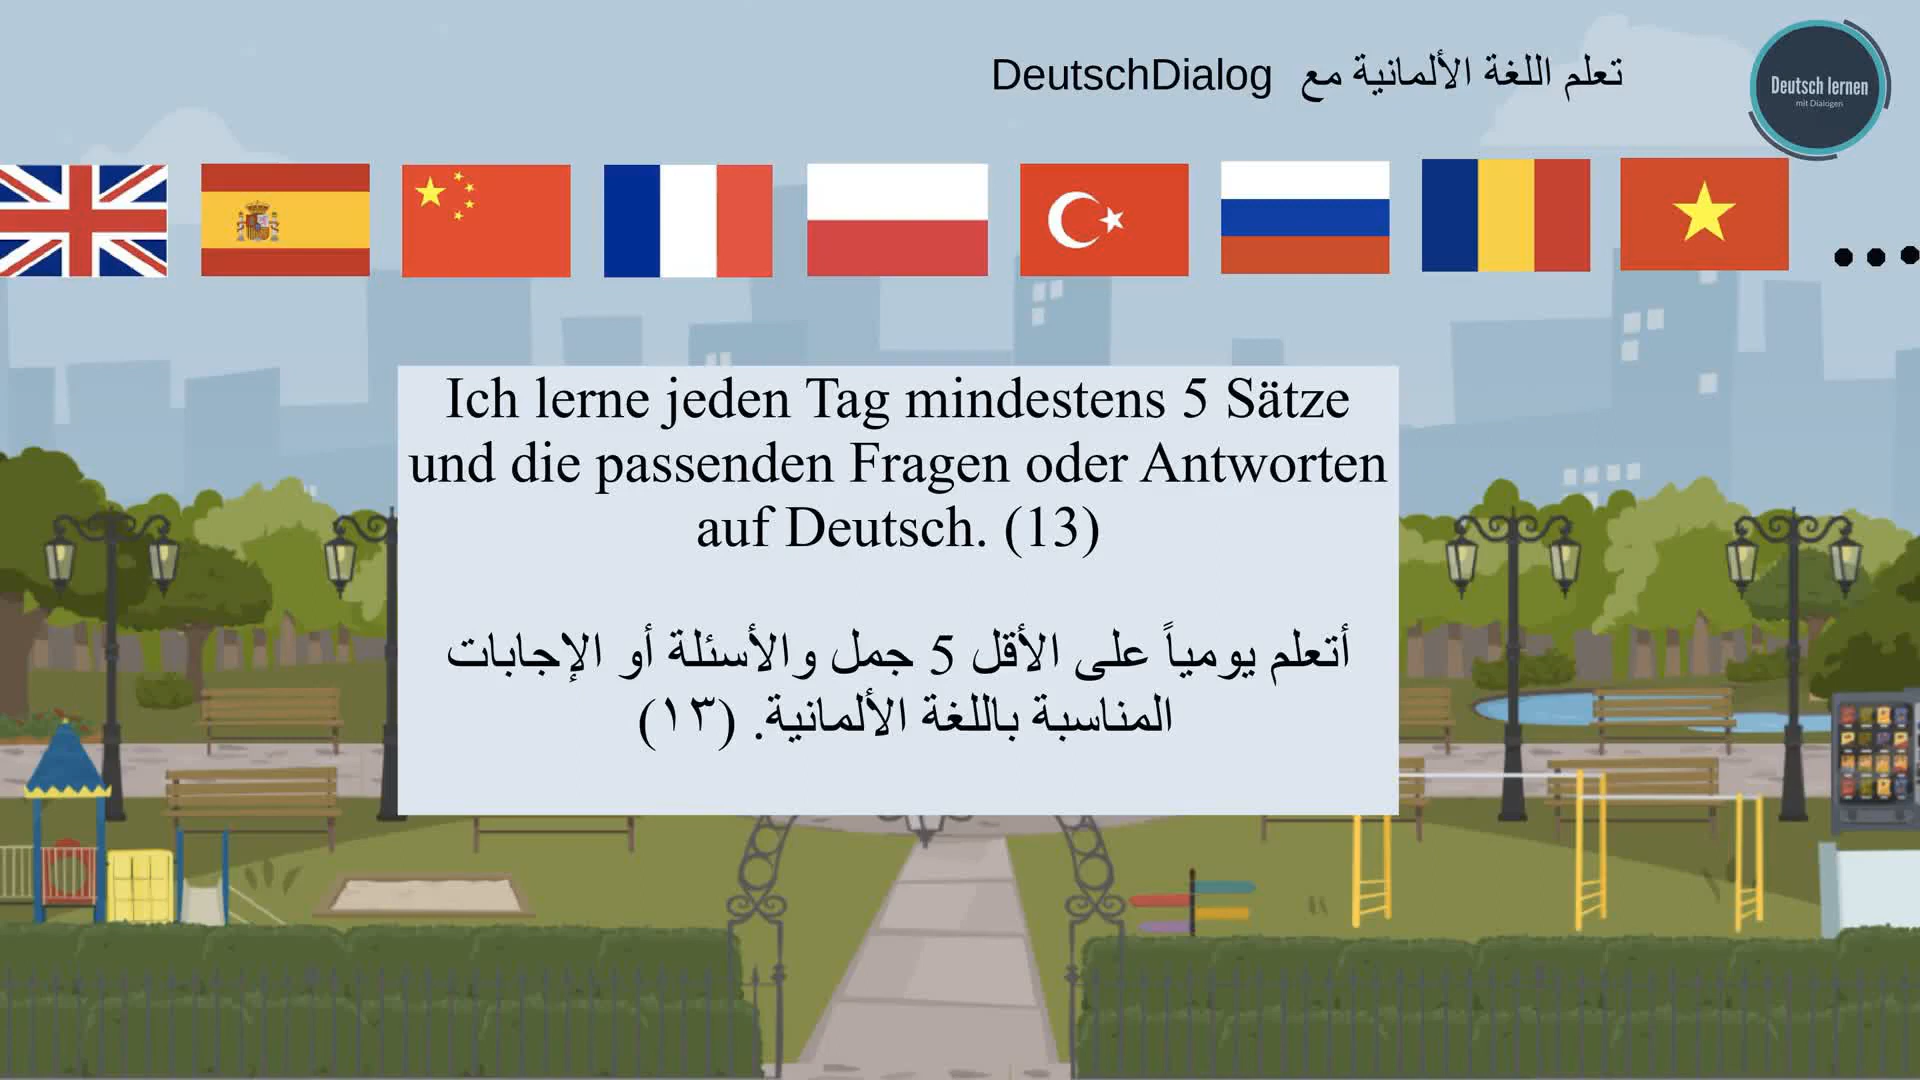 تعلم اللغة الألمانية مع DeutschDialog
Deutsch lernen
mit Dialogen
Ich lerne jeden Tag mindestens 5 Sätze
und die passenden Fragen oder Antworten
auf Deutsch. (13)
أتعلم يومياً على الأقل 5 جمل والأسئلة أو الإجابات
المناسبة باللغة الألمانية. (١٣)